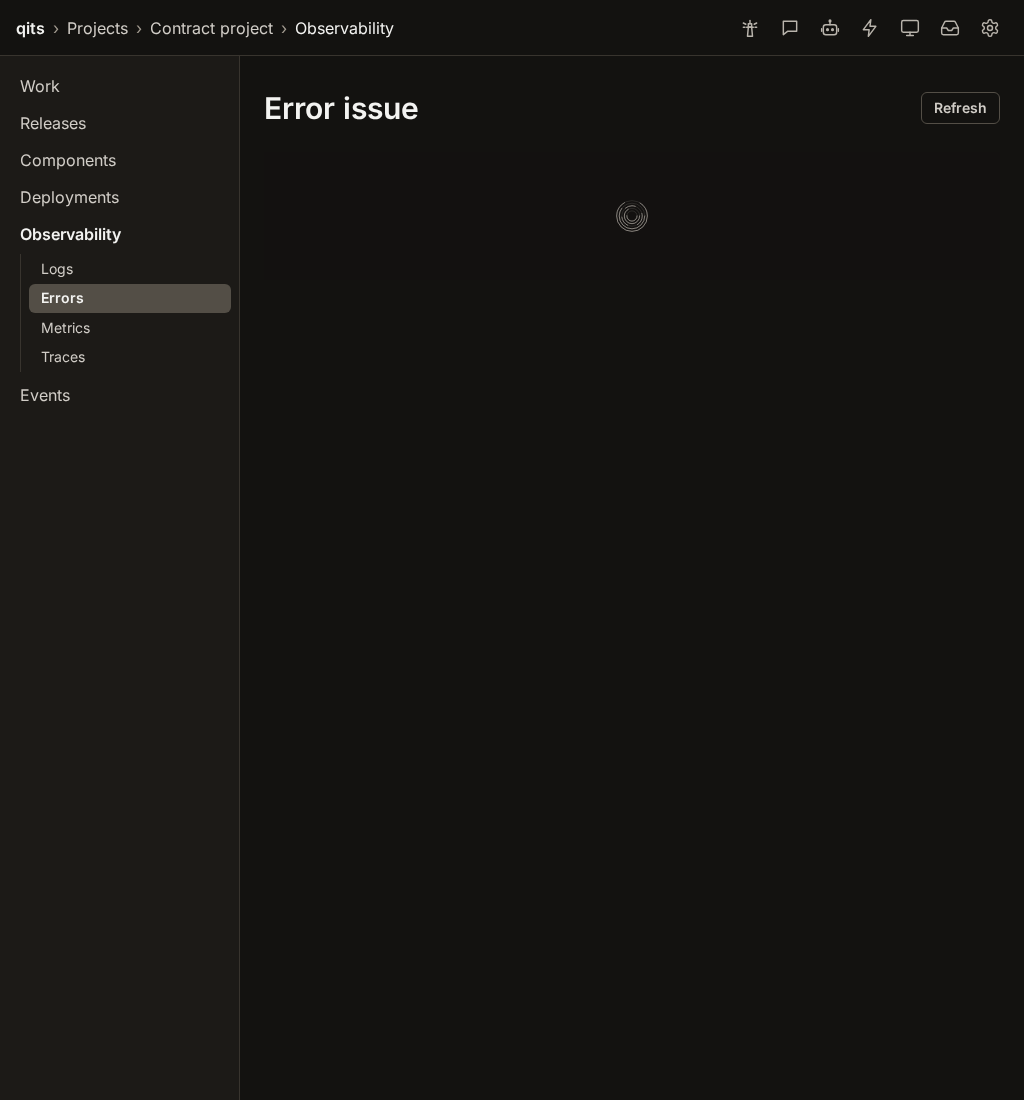 qits › Projects › Contract project › Observability
Work
Releases
Components
Deployments
Observability
Logs
Errors
Metrics
Traces
Events
Error issue
Refresh